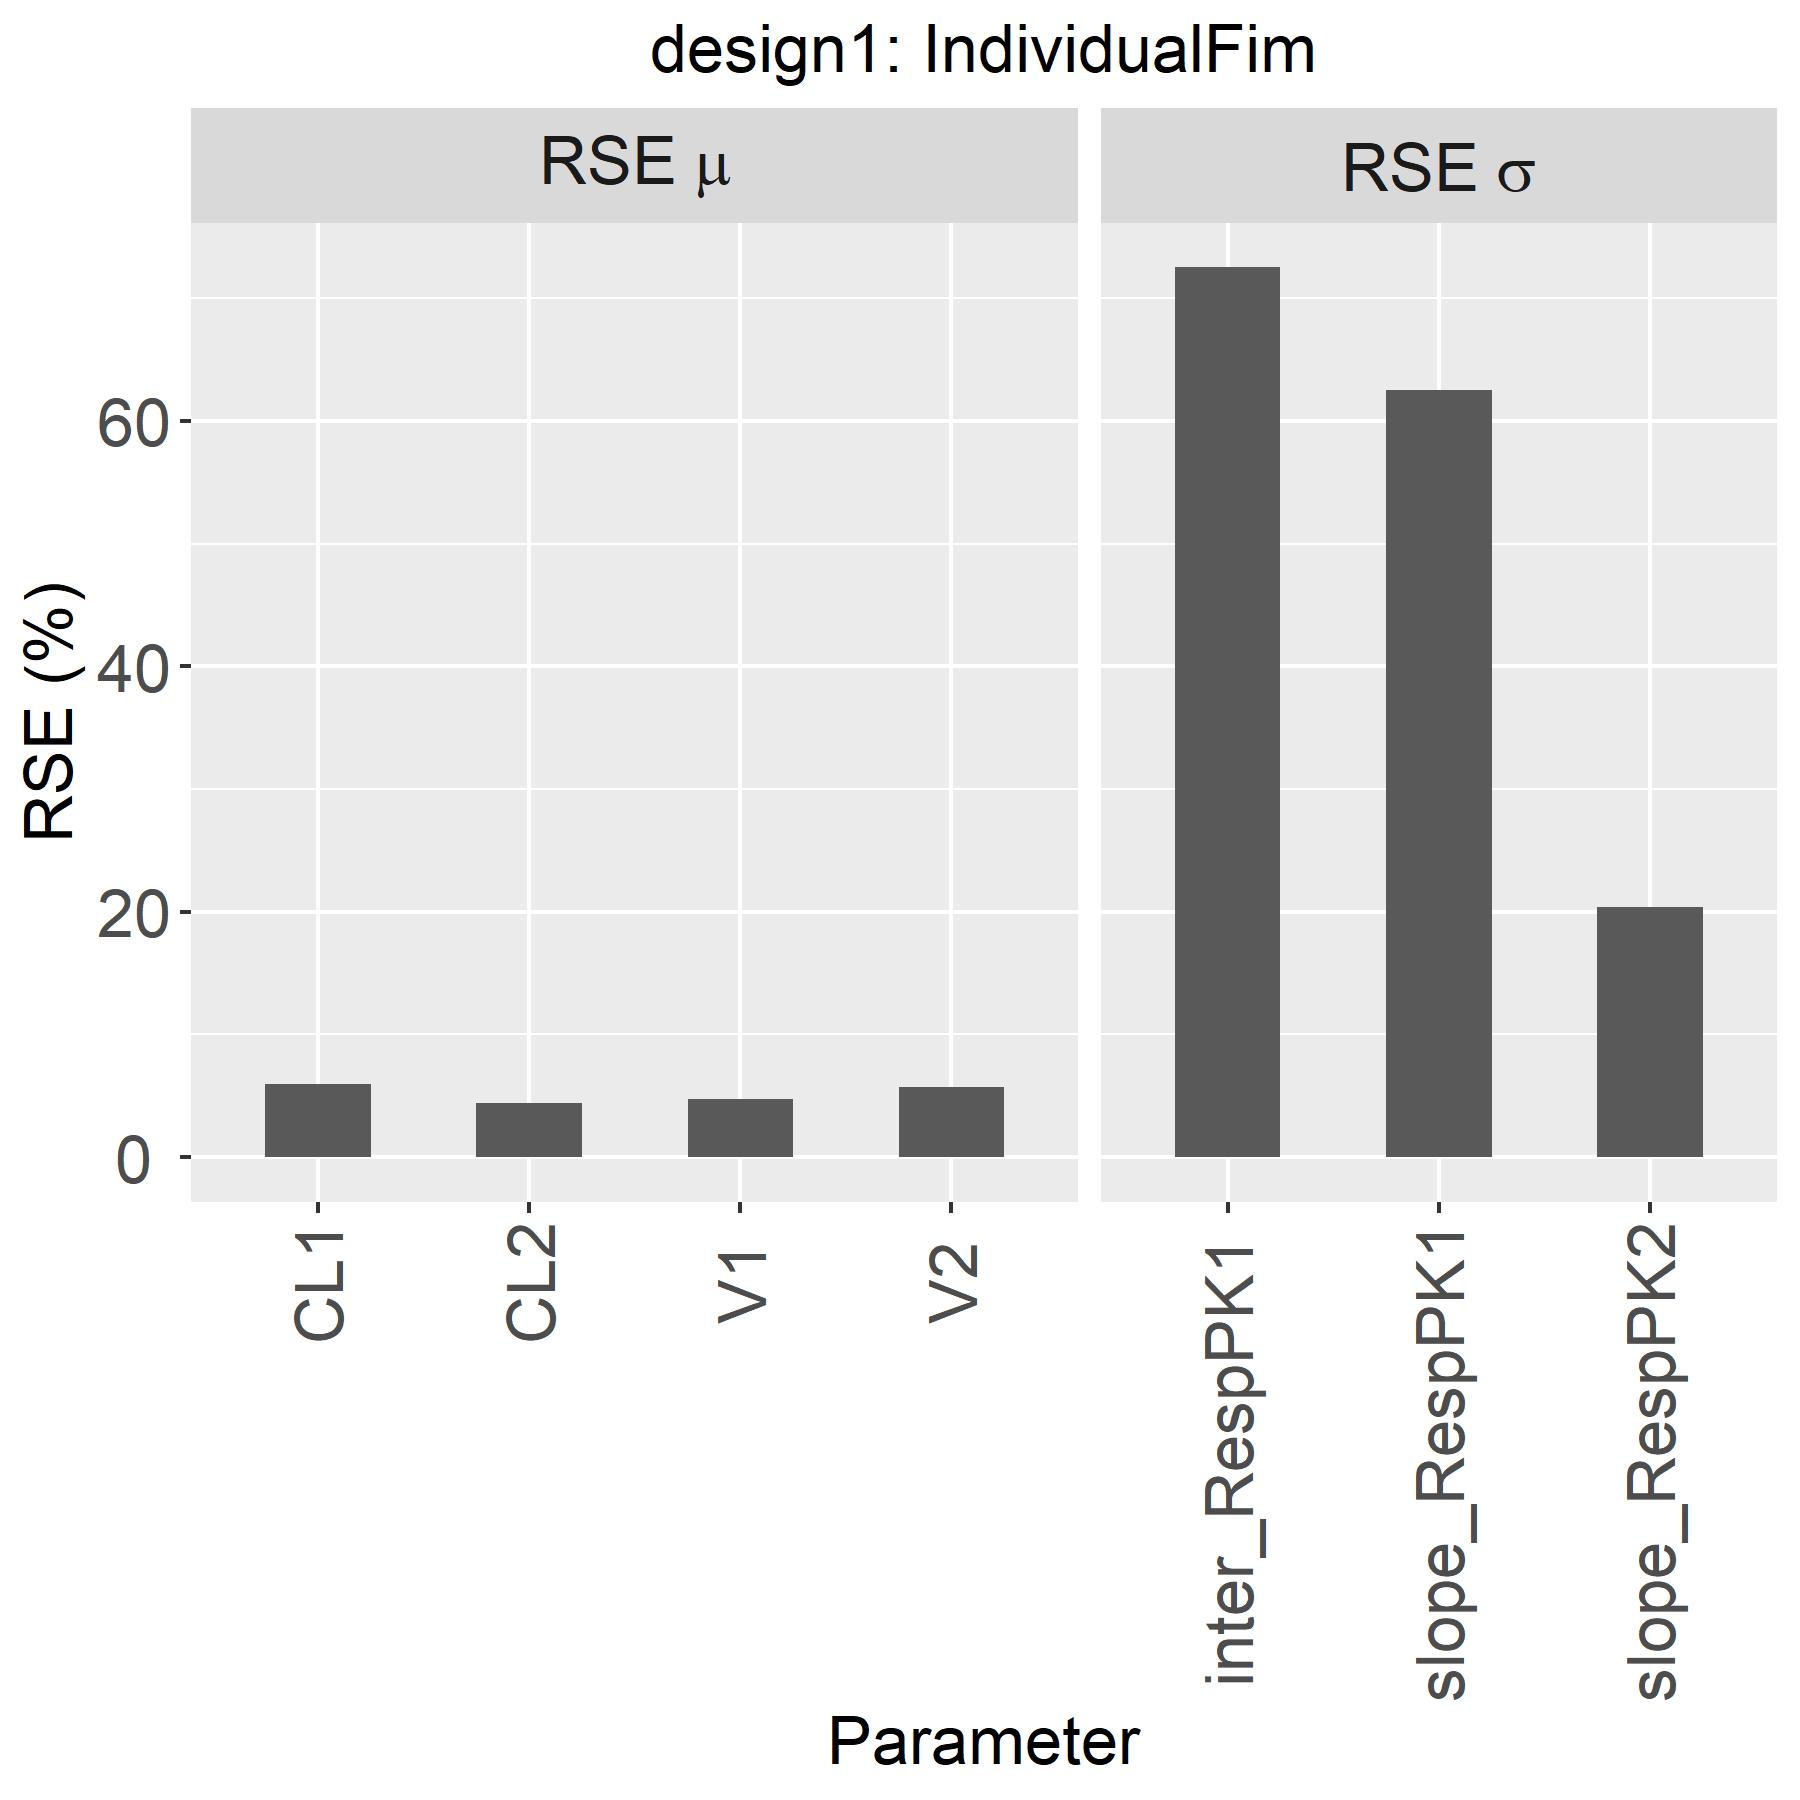 design1: IndividualFim
RSE μ
RSE σ
RSE (%)
60
40
20
0
CL1
CL2
V1
V2
inter_RespPK1
slope_RespPK1
slope_RespPK2
Parameter